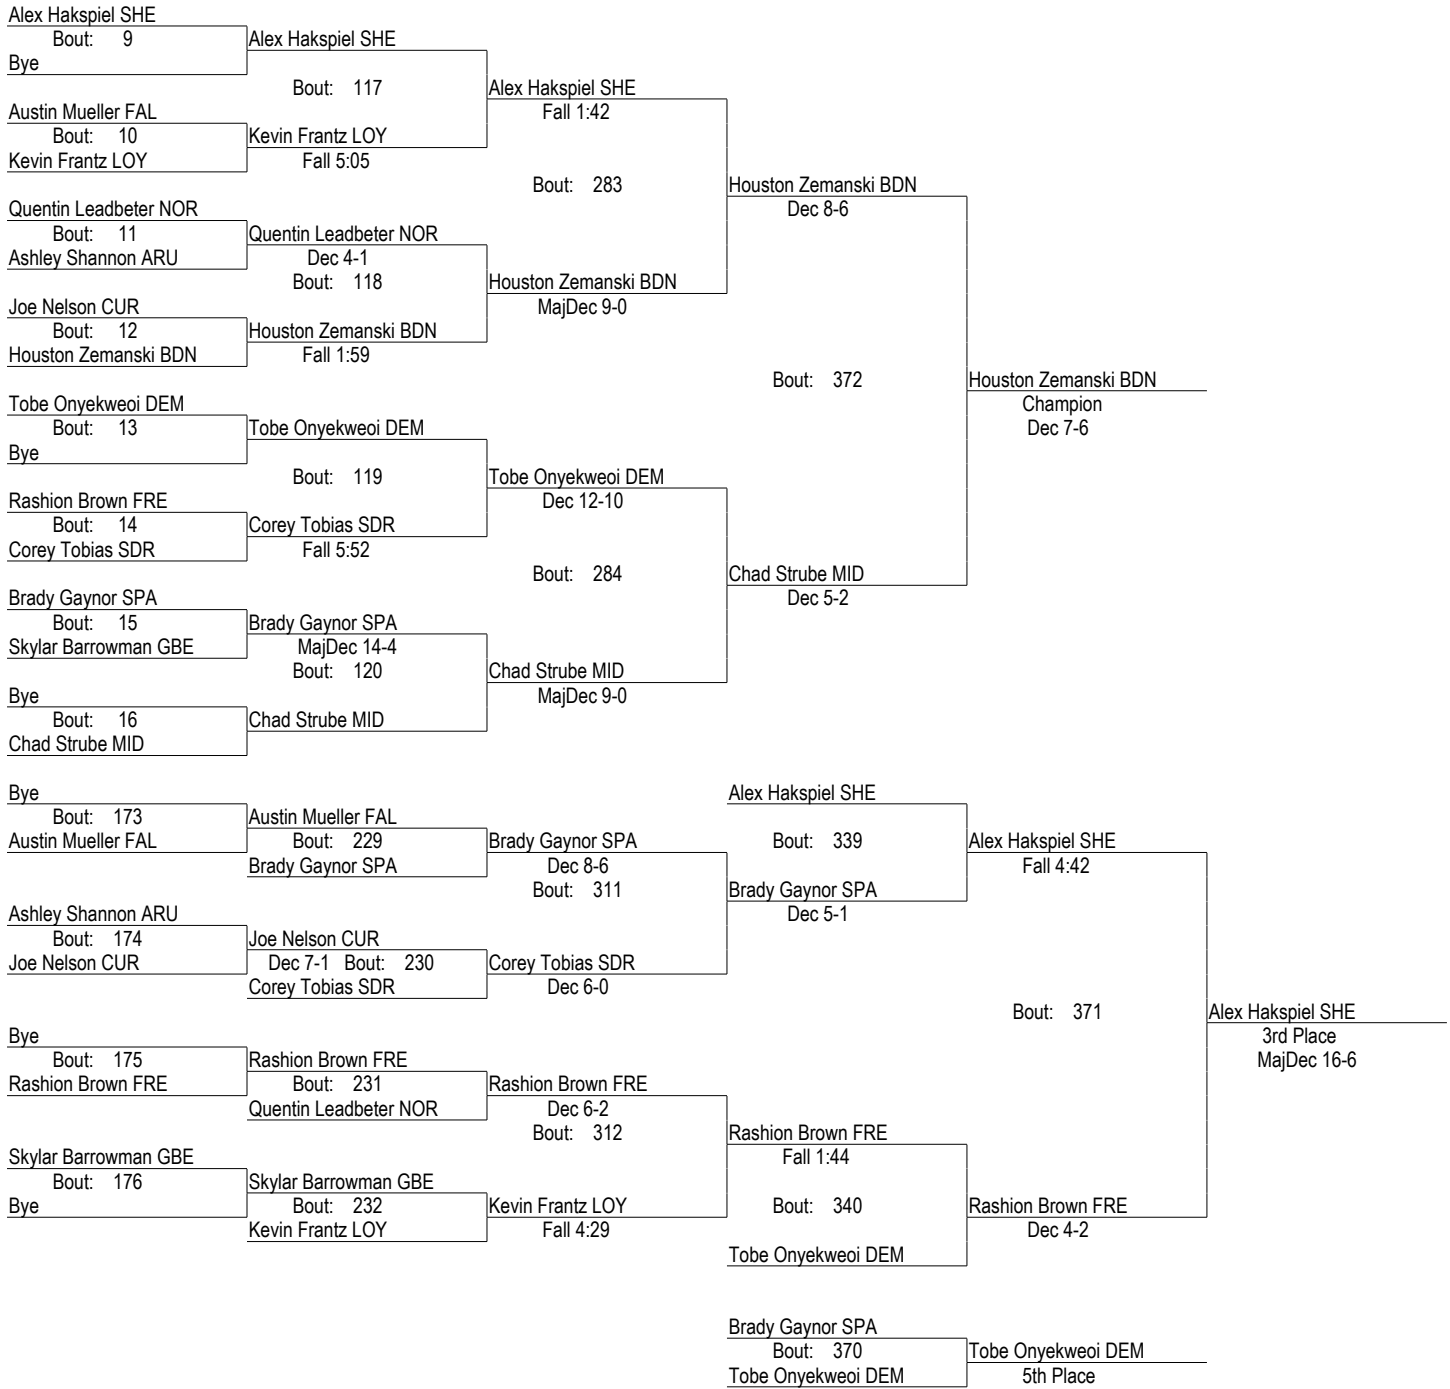 Alex Hakspiel SHE
Bout: 9
Alex Hakspiel SHE
Bye
Bout: 117
Alex Hakspiel SHE
Austin Mueller FAL
Fall 1:42
Bout: 10
Kevin Frantz LOY
Kevin Frantz LOY
Fall 5:05
Bout: 283
Houston Zemanski BDN
Quentin Leadbeter NOR
Dec 8-6
Bout: 11
Quentin Leadbeter NOR
Ashley Shannon ARU
Dec 4-1
Bout: 118
Houston Zemanski BDN
Joe Nelson CUR
MajDec 9-0
Bout: 12
Houston Zemanski BDN
Houston Zemanski BDN
Fall 1:59
Bout: 372
Houston Zemanski BDN
Tobe Onyekweoi DEM
Champion
Bout: 13
Tobe Onyekweoi DEM
Dec 7-6
Bye
Bout: 119
Tobe Onyekweoi DEM
Rashion Brown FRE
Dec 12-10
Bout: 14
Corey Tobias SDR
Corey Tobias SDR
Fall 5:52
Bout: 284
Chad Strube MID
Brady Gaynor SPA
Dec 5-2
Bout: 15
Brady Gaynor SPA
Skylar Barrowman GBE
MajDec 14-4
Bout: 120
Chad Strube MID
Bye
MajDec 9-0
Bout: 16
Chad Strube MID
Chad Strube MID
Bye
Alex Hakspiel SHE
Bout: 173
Austin Mueller FAL
Austin Mueller FAL
Bout: 229
Brady Gaynor SPA
Bout: 339
Alex Hakspiel SHE
Brady Gaynor SPA
Dec 8-6
Fall 4:42
Bout: 311
Brady Gaynor SPA
Ashley Shannon ARU
Dec 5-1
Bout: 174
Joe Nelson CUR
Joe Nelson CUR
Dec 7-1 Bout: 230
Corey Tobias SDR
Corey Tobias SDR
Dec 6-0
Bout: 371
Alex Hakspiel SHE
Bye
3rd Place
Bout: 175
Rashion Brown FRE
MajDec 16-6
Rashion Brown FRE
Bout: 231
Rashion Brown FRE
Quentin Leadbeter NOR
Dec 6-2
Bout: 312
Rashion Brown FRE
Skylar Barrowman GBE
Fall 1:44
Bout: 176
Skylar Barrowman GBE
Bye
Bout: 232
Kevin Frantz LOY
Bout: 340
Rashion Brown FRE
Kevin Frantz LOY
Fall 4:29
Dec 4-2
Tobe Onyekweoi DEM
Brady Gaynor SPA
Bout: 370
Tobe Onyekweoi DEM
Tobe Onyekweoi DEM
5th Place